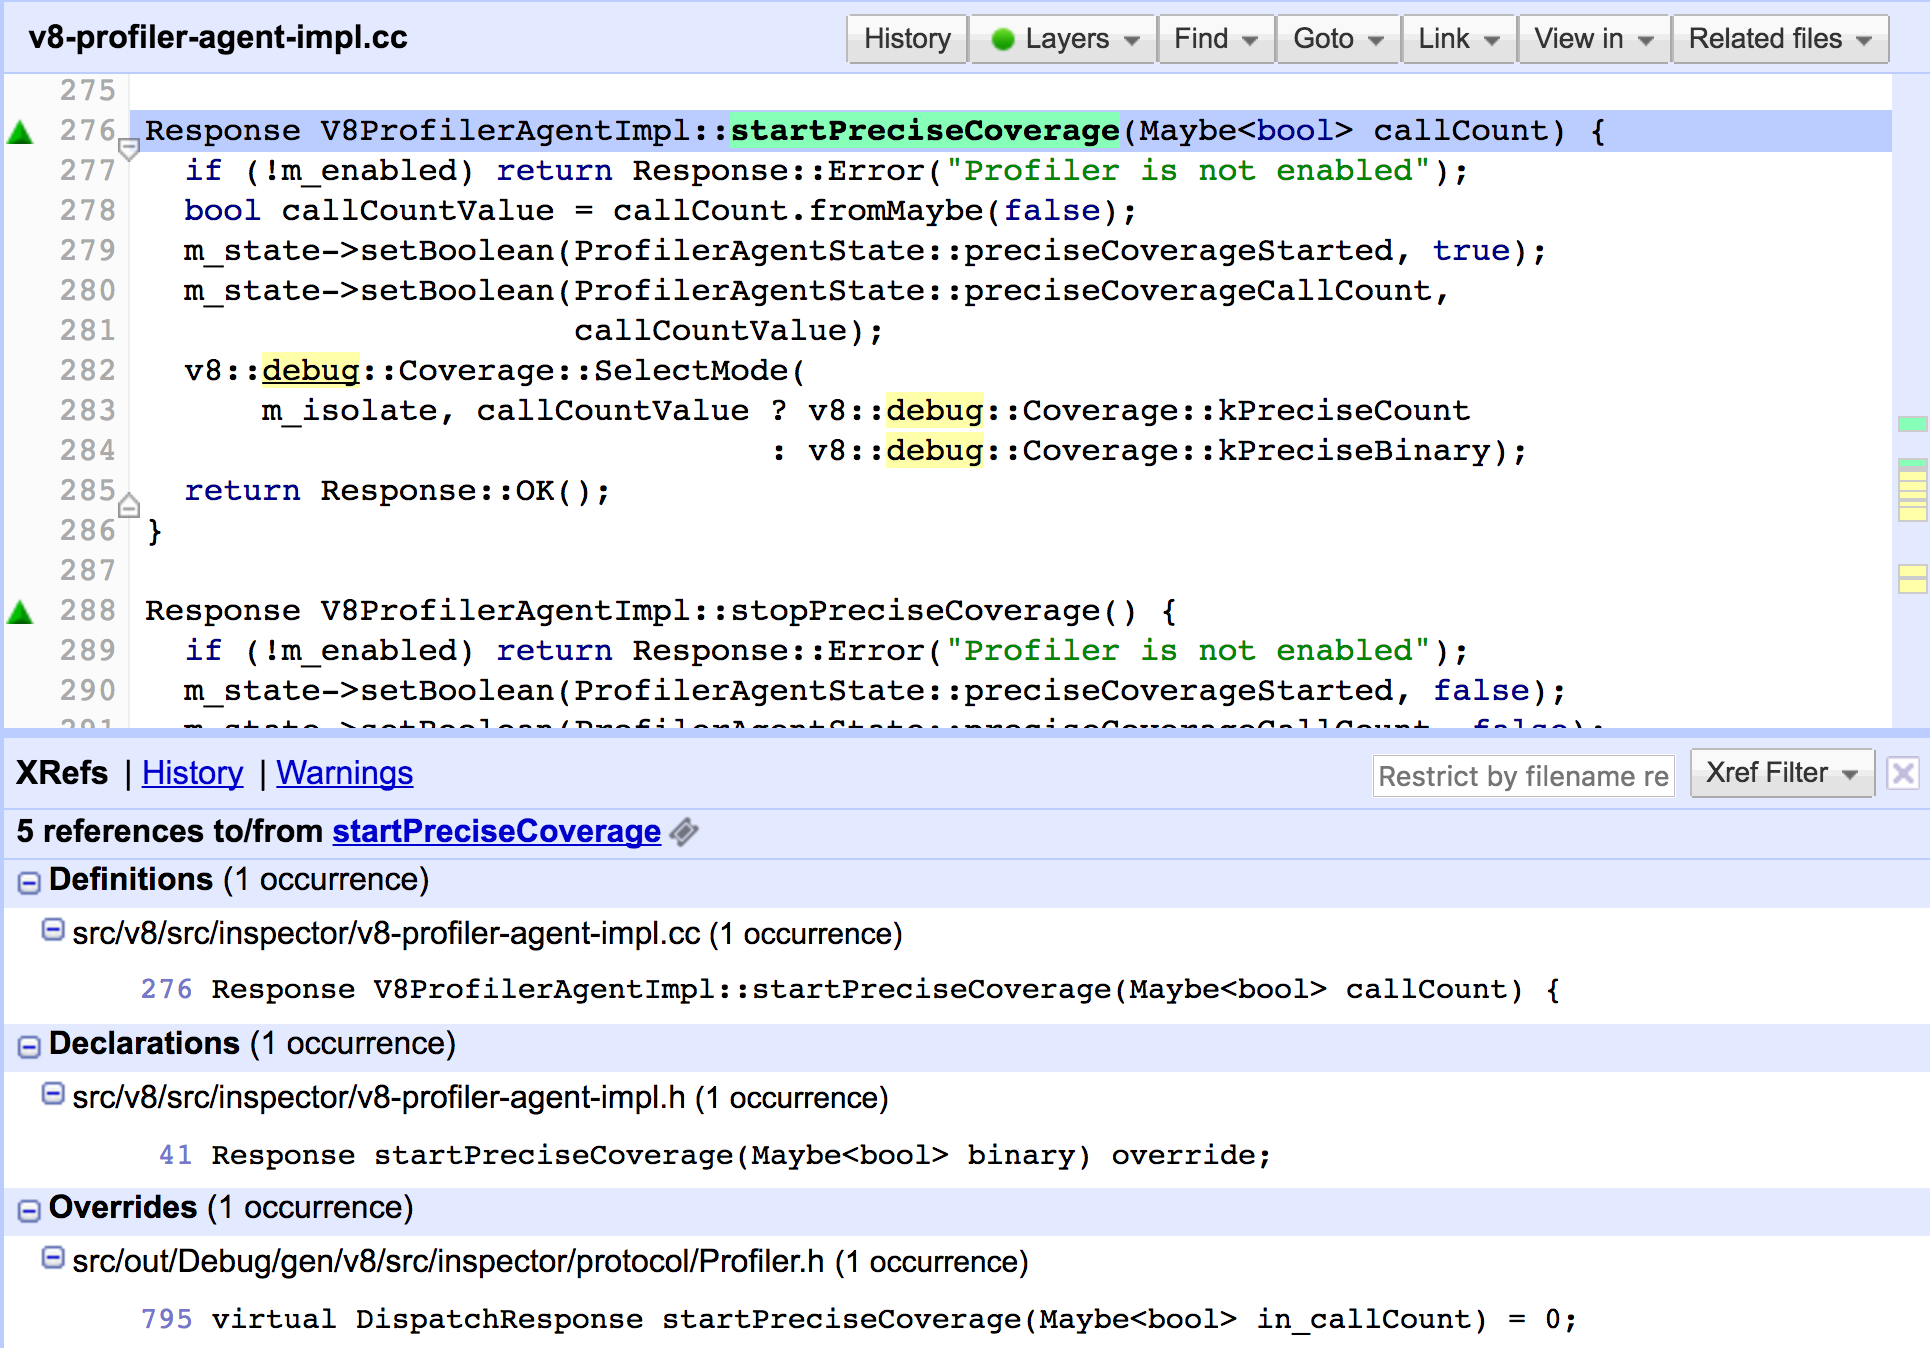 v8-profiler-agent-impl.cc History Layers Find Goto Link View in Related files
275
276 Response V8ProfilerAgentImpl::startPreciseCoverage(Maybe<bool> callCount) {
277   if (!m_enabled) return Response::Error("Profiler is not enabled");
278   bool callCountValue = callCount.fromMaybe(false);
279   m_state->setBoolean(ProfilerAgentState::preciseCoverageStarted, true);
280   m_state->setBoolean(ProfilerAgentState::preciseCoverageCallCount,
281                       callCountValue);
282   v8::debug::Coverage::SelectMode(
283       m_isolate, callCountValue ? v8::debug::Coverage::kPreciseCount
284                                 : v8::debug::Coverage::kPreciseBinary);
285   return Response::OK();
286 }
287
288 Response V8ProfilerAgentImpl::stopPreciseCoverage() {
289   if (!m_enabled) return Response::Error("Profiler is not enabled");
290   m_state->setBoolean(ProfilerAgentState::preciseCoverageStarted, false);
291   m_state->setBoolean(ProfilerAgentState::preciseCoverageCallCount, false);
XRefs | History | Warnings Restrict by filename re Xref Filter
5 references to/from startPreciseCoverage
Definitions (1 occurrence)
src/v8/src/inspector/v8-profiler-agent-impl.cc (1 occurrence)
276 Response V8ProfilerAgentImpl::startPreciseCoverage(Maybe<bool> callCount) {
Declarations (1 occurrence)
src/v8/src/inspector/v8-profiler-agent-impl.h (1 occurrence)
41 Response startPreciseCoverage(Maybe<bool> binary) override;
Overrides (1 occurrence)
src/out/Debug/gen/v8/src/inspector/protocol/Profiler.h (1 occurrence)
795 virtual DispatchResponse startPreciseCoverage(Maybe<bool> in_callCount) = 0;